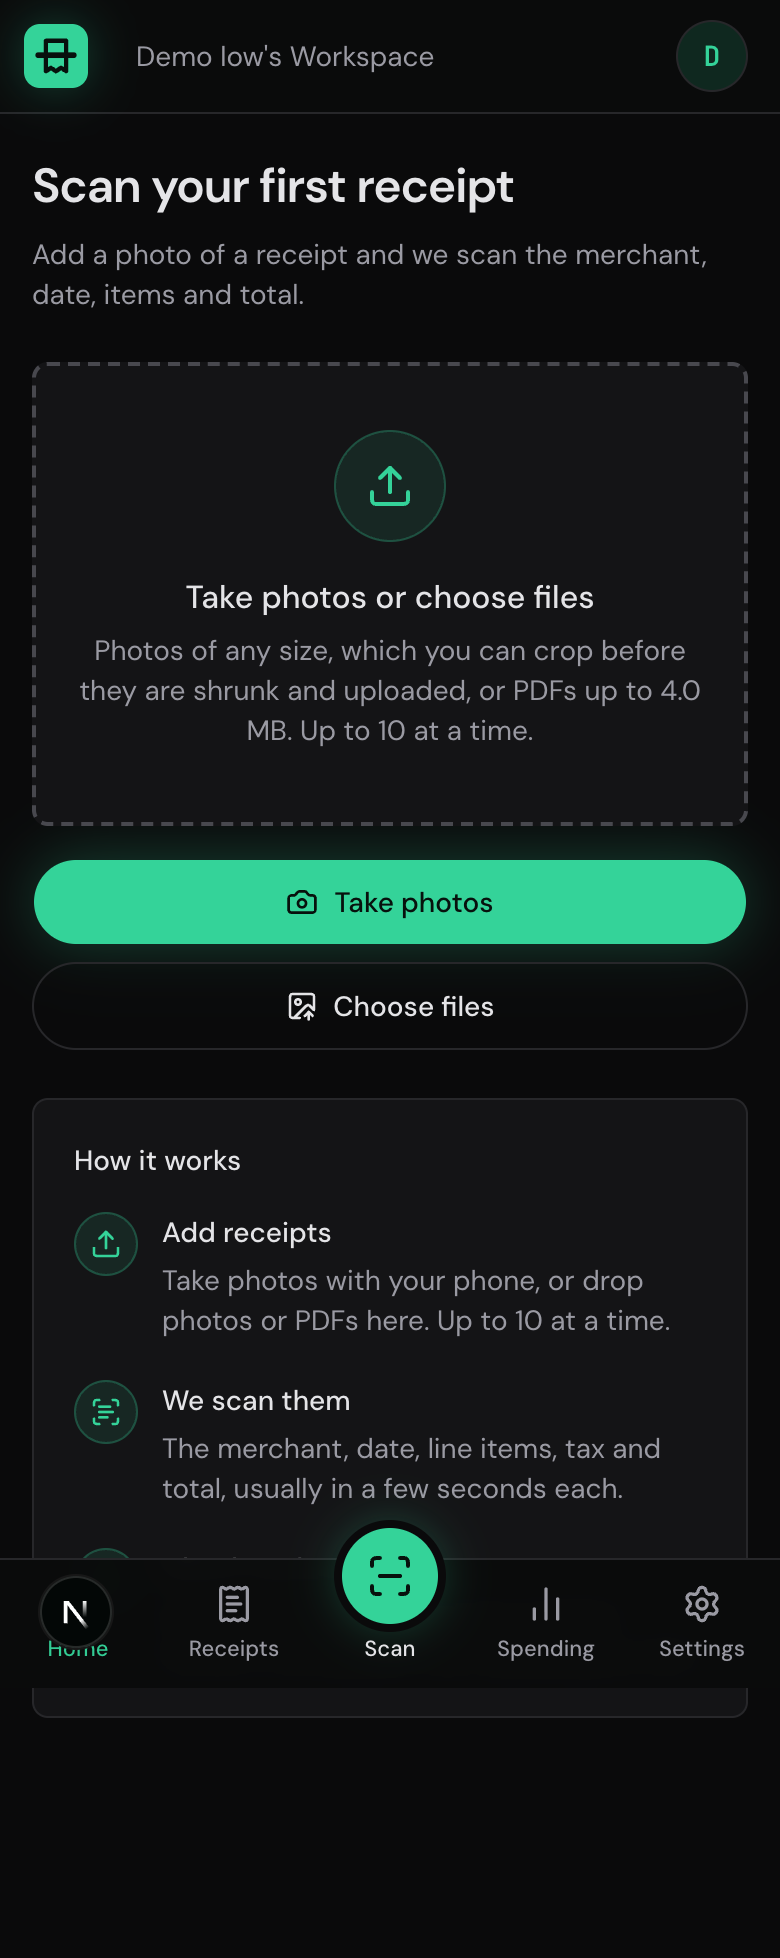 Demo low's Workspace
D
Scan your first receipt
Add a photo of a receipt and we scan the merchant,
date, items and total.
Take photos or choose files
Photos of any size, which you can crop before
they are shrunk and uploaded, or PDFs up to 4.0
MB. Up to 10 at a time.
Take photos
Choose files
How it works
Add receipts
Take photos with your phone, or drop
photos or PDFs here. Up to 10 at a time.
We scan them
The merchant, date, line items, tax and
total, usually in a few seconds each.
N
Home
Receipts
Scan
Spending
Settings